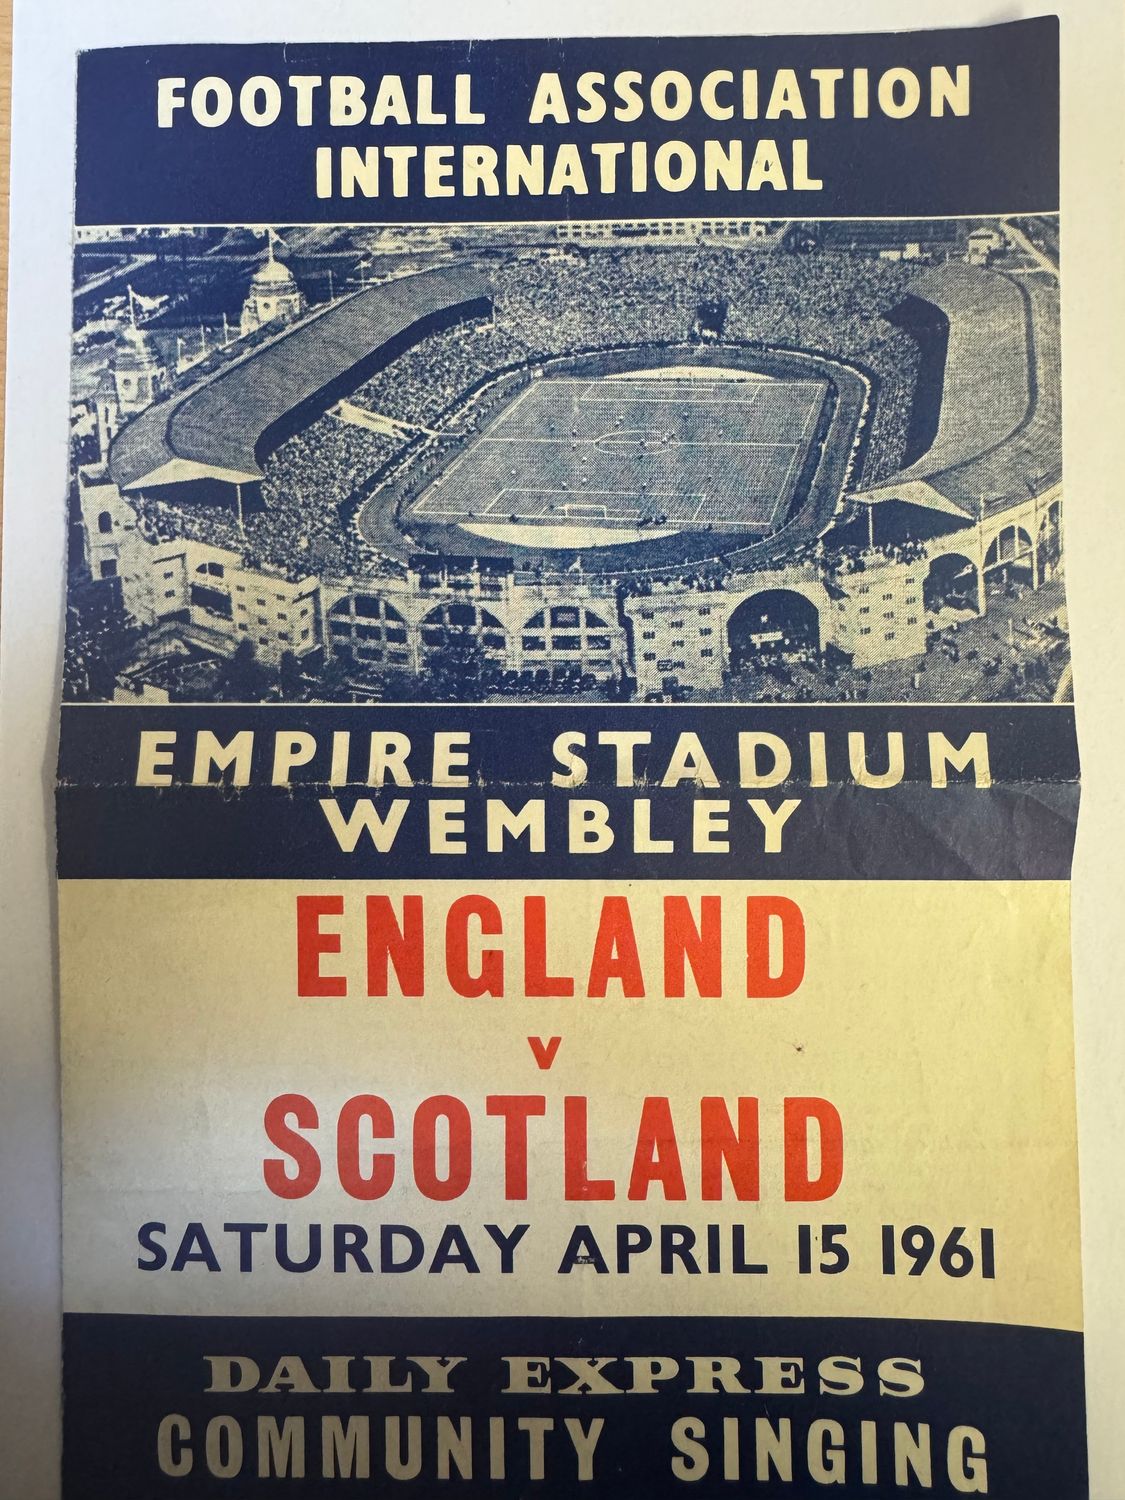 FOOTBALL ASSOCIATION
INTERNATIONAL
EMPIRE STADIUM
WEMBLEY
ENGLAND
v
SCOTLAND
SATURDAY APRIL 15 1961
DAILY EXPRESS
COMMUNITY SINGING